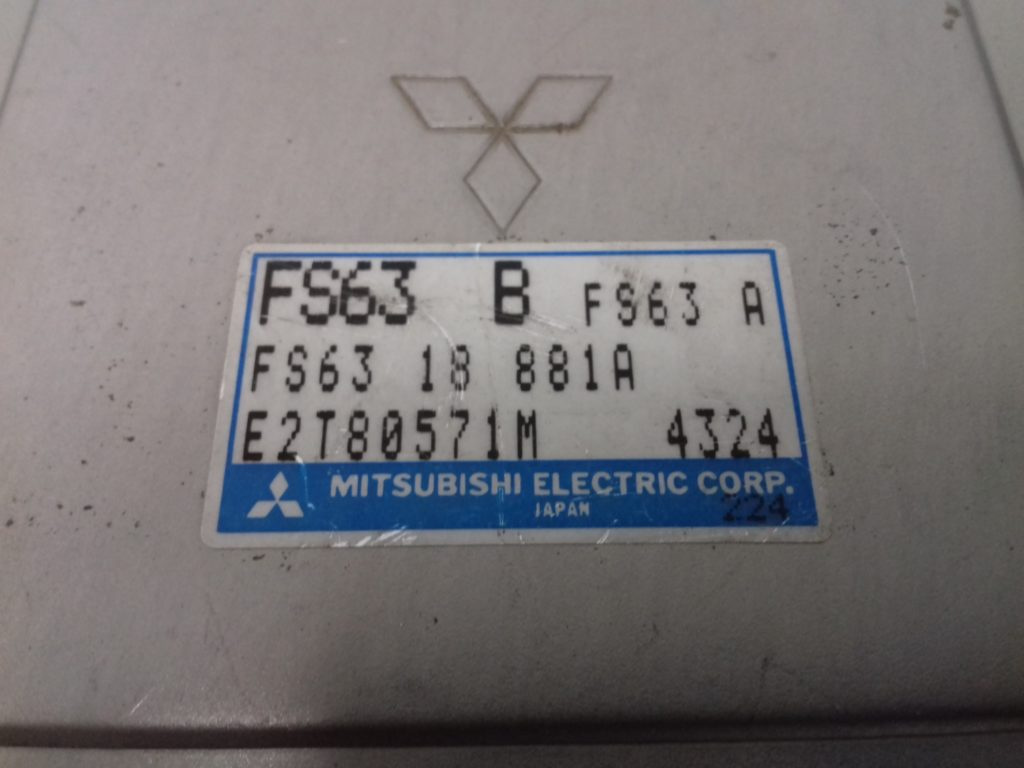 FS63 B FS63 A
FS63 18 881A
E2T80571M 4324
MITSUBISHI ELECTRIC CORP.
JAPAN 224